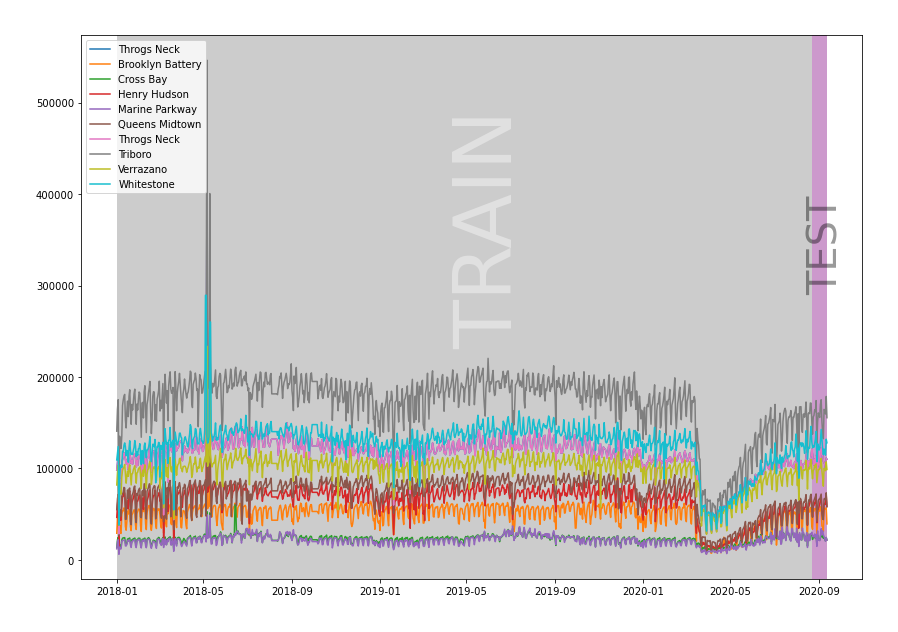 Throgs Neck
Brooklyn Battery
Cross Bay
Henry Hudson
Marine Parkway
Queens Midtown
Throgs Neck
Triboro
Verrazano
Whitestone
TRAIN
TEST
500000
400000
300000
200000
100000
0
2018-01 2018-05 2018-09 2019-01 2019-05 2019-09 2020-01 2020-05 2020-09